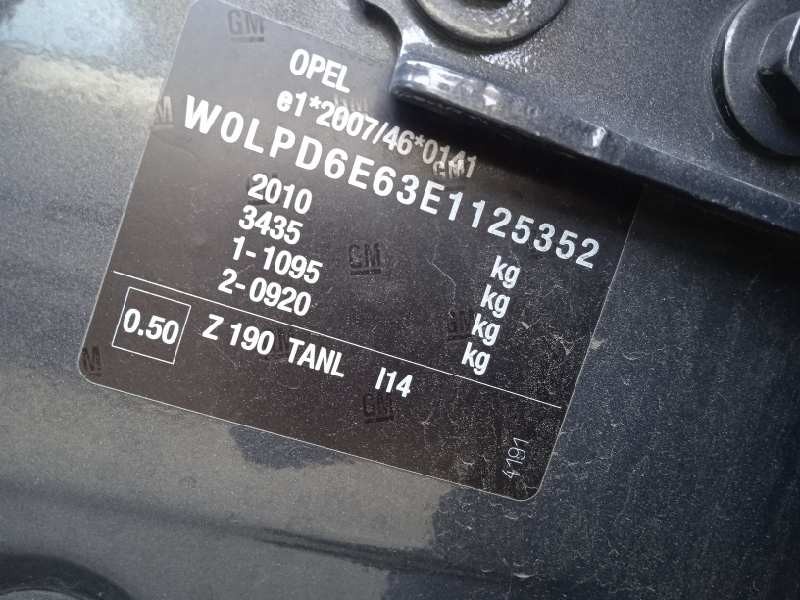 OPEL
e1*2007/46*0141
W0LPD6E63E1125352
2010 kg
3435 kg
1-1095 kg
2-0920 kg
0.50 Z 190 TANL I14
4191
GM
GM
GM
GM
GM